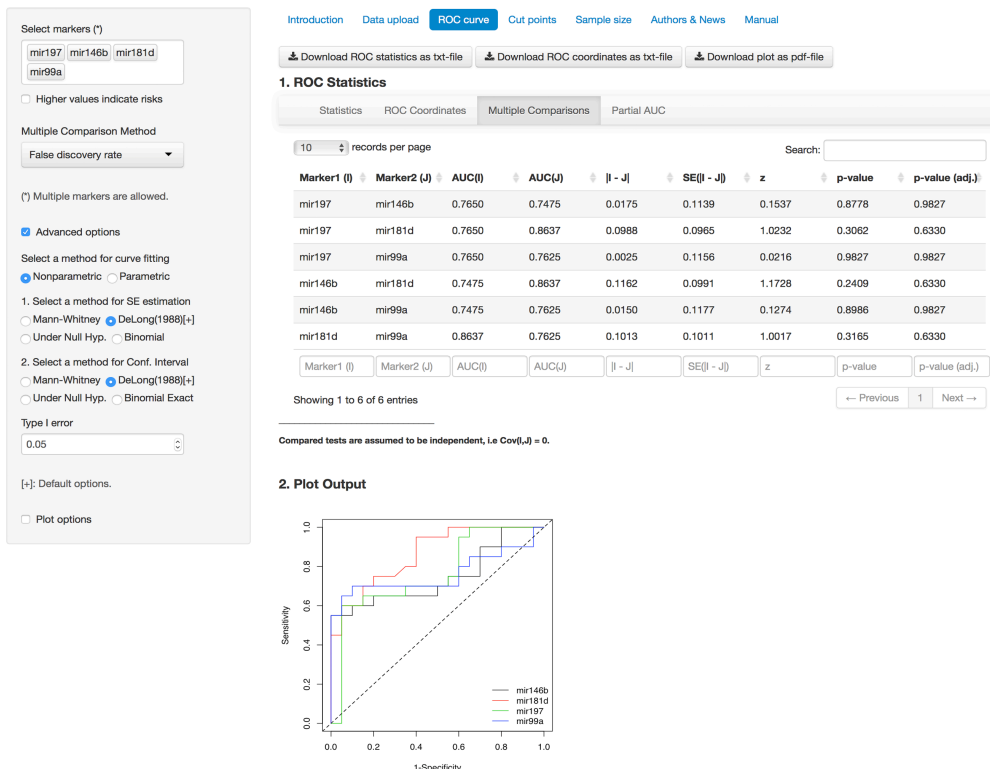 Select markers (*)
mir197 mir146b mir181d
mir99a
Higher values indicate risks
Multiple Comparison Method
False discovery rate
(*) Multiple markers are allowed.
Advanced options
Select a method for curve fitting
Nonparametric Parametric
1. Select a method for SE estimation
Mann-Whitney DeLong(1988)[+]
Under Null Hyp. Binomial
2. Select a method for Conf. Interval
Mann-Whitney DeLong(1988)[+]
Under Null Hyp. Binomial Exact
Type I error
0.05
[+]: Default options.
Plot options
Introduction Data upload ROC curve Cut points Sample size Authors & News Manual
Download ROC statistics as txt-file Download ROC coordinates as txt-file Download plot as pdf-file
1. ROC Statistics
Statistics ROC Coordinates Multiple Comparisons Partial AUC
10 records per page Search:
Marker1 (I) Marker2 (J) AUC(I) AUC(J) |I - J| SE(|I - J|) z p-value p-value (adj.)
mir197 mir146b 0.7650 0.7475 0.0175 0.1139 0.1537 0.8778 0.9827
mir197 mir181d 0.7650 0.8637 0.0988 0.0965 1.0232 0.3062 0.6330
mir197 mir99a 0.7650 0.7625 0.0025 0.1156 0.0216 0.9827 0.9827
mir146b mir181d 0.7475 0.8637 0.1162 0.0991 1.1728 0.2409 0.6330
mir146b mir99a 0.7475 0.7625 0.0150 0.1177 0.1274 0.8986 0.9827
mir181d mir99a 0.8637 0.7625 0.1013 0.1011 1.0017 0.3165 0.6330
Marker1 (I) Marker2 (J) AUC(I) AUC(J) |I - J| SE(|I - J|) z p-value p-value (adj.)
Showing 1 to 6 of 6 entries
← Previous 1 Next →
Compared tests are assumed to be independent, i.e Cov(I,J) = 0.
2. Plot Output
1.0
0.8
0.6
0.4
0.2
0.0
Sensitivity
mir146b
mir181d
mir197
mir99a
0.0 0.2 0.4 0.6 0.8 1.0
1-Specificity